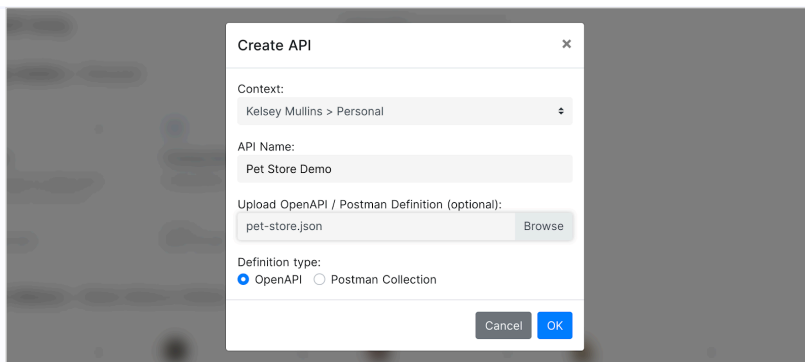 Create API ×
Context:
Kelsey Mullins > Personal
API Name:
Pet Store Demo
Upload OpenAPI / Postman Definition (optional):
pet-store.json Browse
Definition type:
OpenAPI Postman Collection
Cancel OK